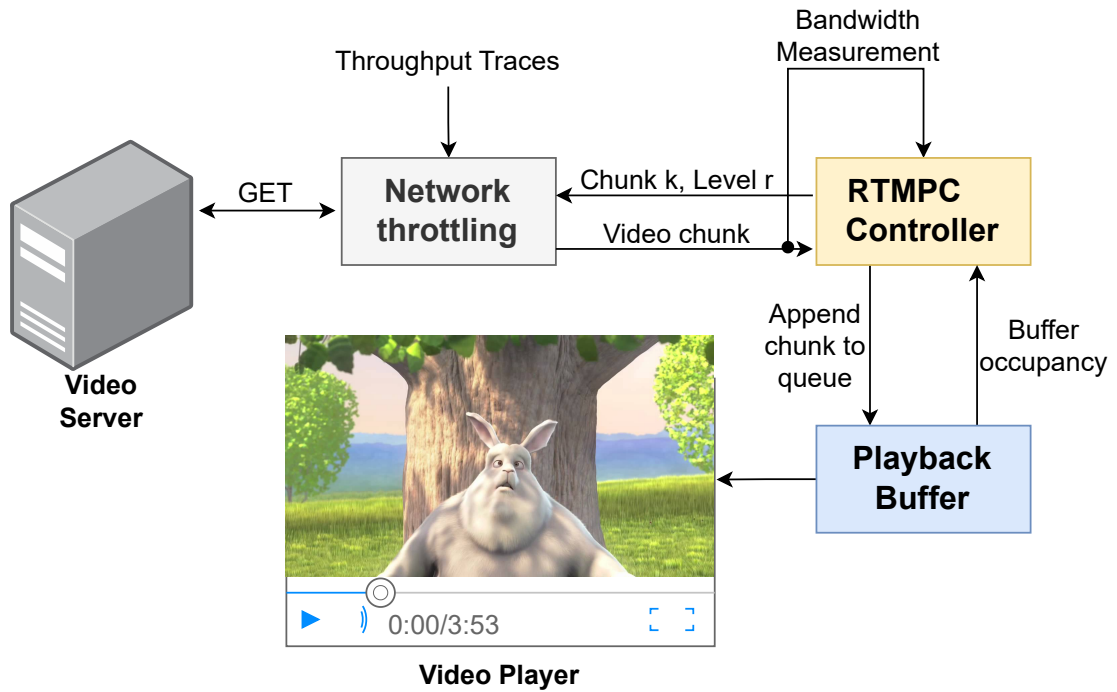 Bandwidth
Measurement
Throughput Traces
GET
Network
throttling
Chunk k, Level r
Video chunk
RTMPC
Controller
Append
chunk to
queue
Buffer
occupancy
Video
Server
Playback
Buffer
0:00/3:53
Video Player